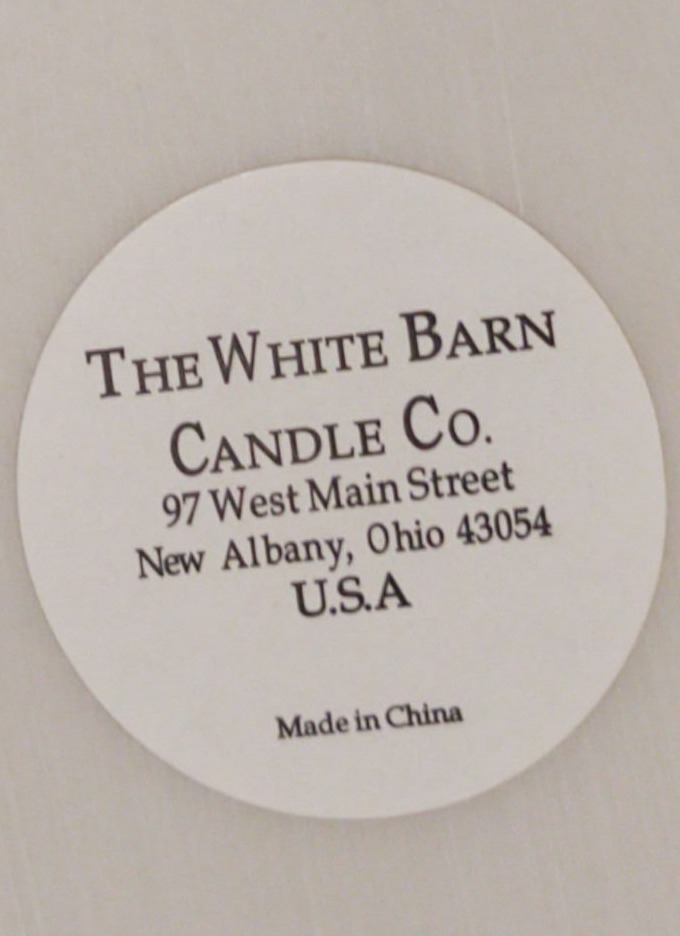 THE WHITE BARN
CANDLE CO.
97 West Main Street
New Albany, Ohio 43054
U.S.A
Made in China